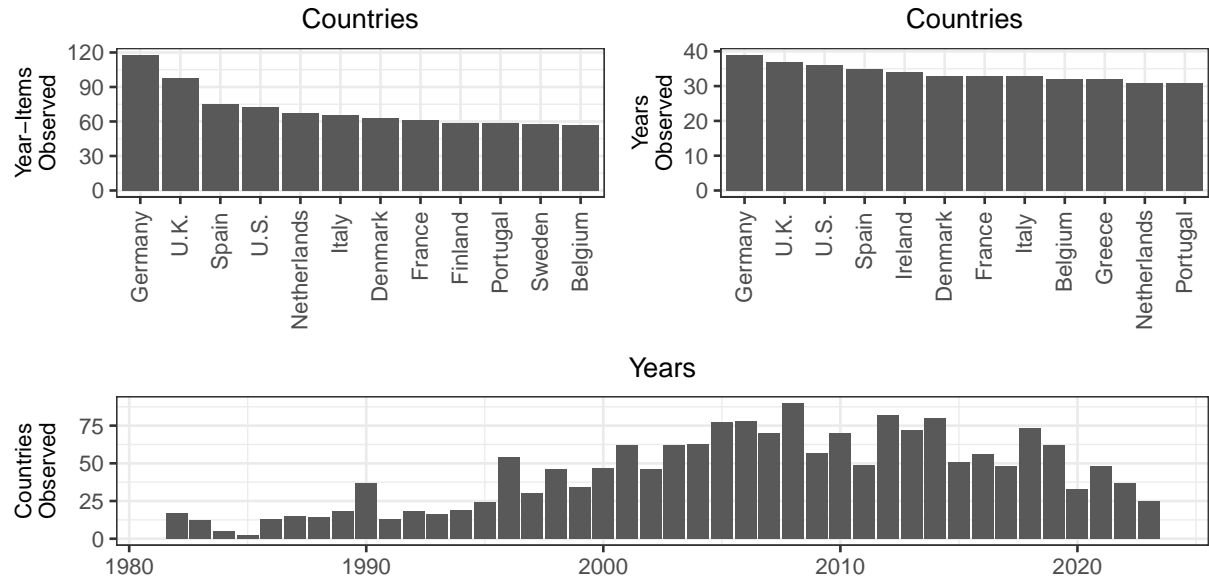 Countries
Year−Items
Observed
120
90
60
30
0
Germany
U.K.
Spain
U.S.
Netherlands
Italy
Denmark
France
Finland
Portugal
Sweden
Belgium
Countries
Years
Observed
40
30
20
10
0
Germany
U.K.
U.S.
Spain
Ireland
Denmark
France
Italy
Belgium
Greece
Netherlands
Portugal
Years
Countries
Observed
75
50
25
0
1980
1990
2000
2010
2020